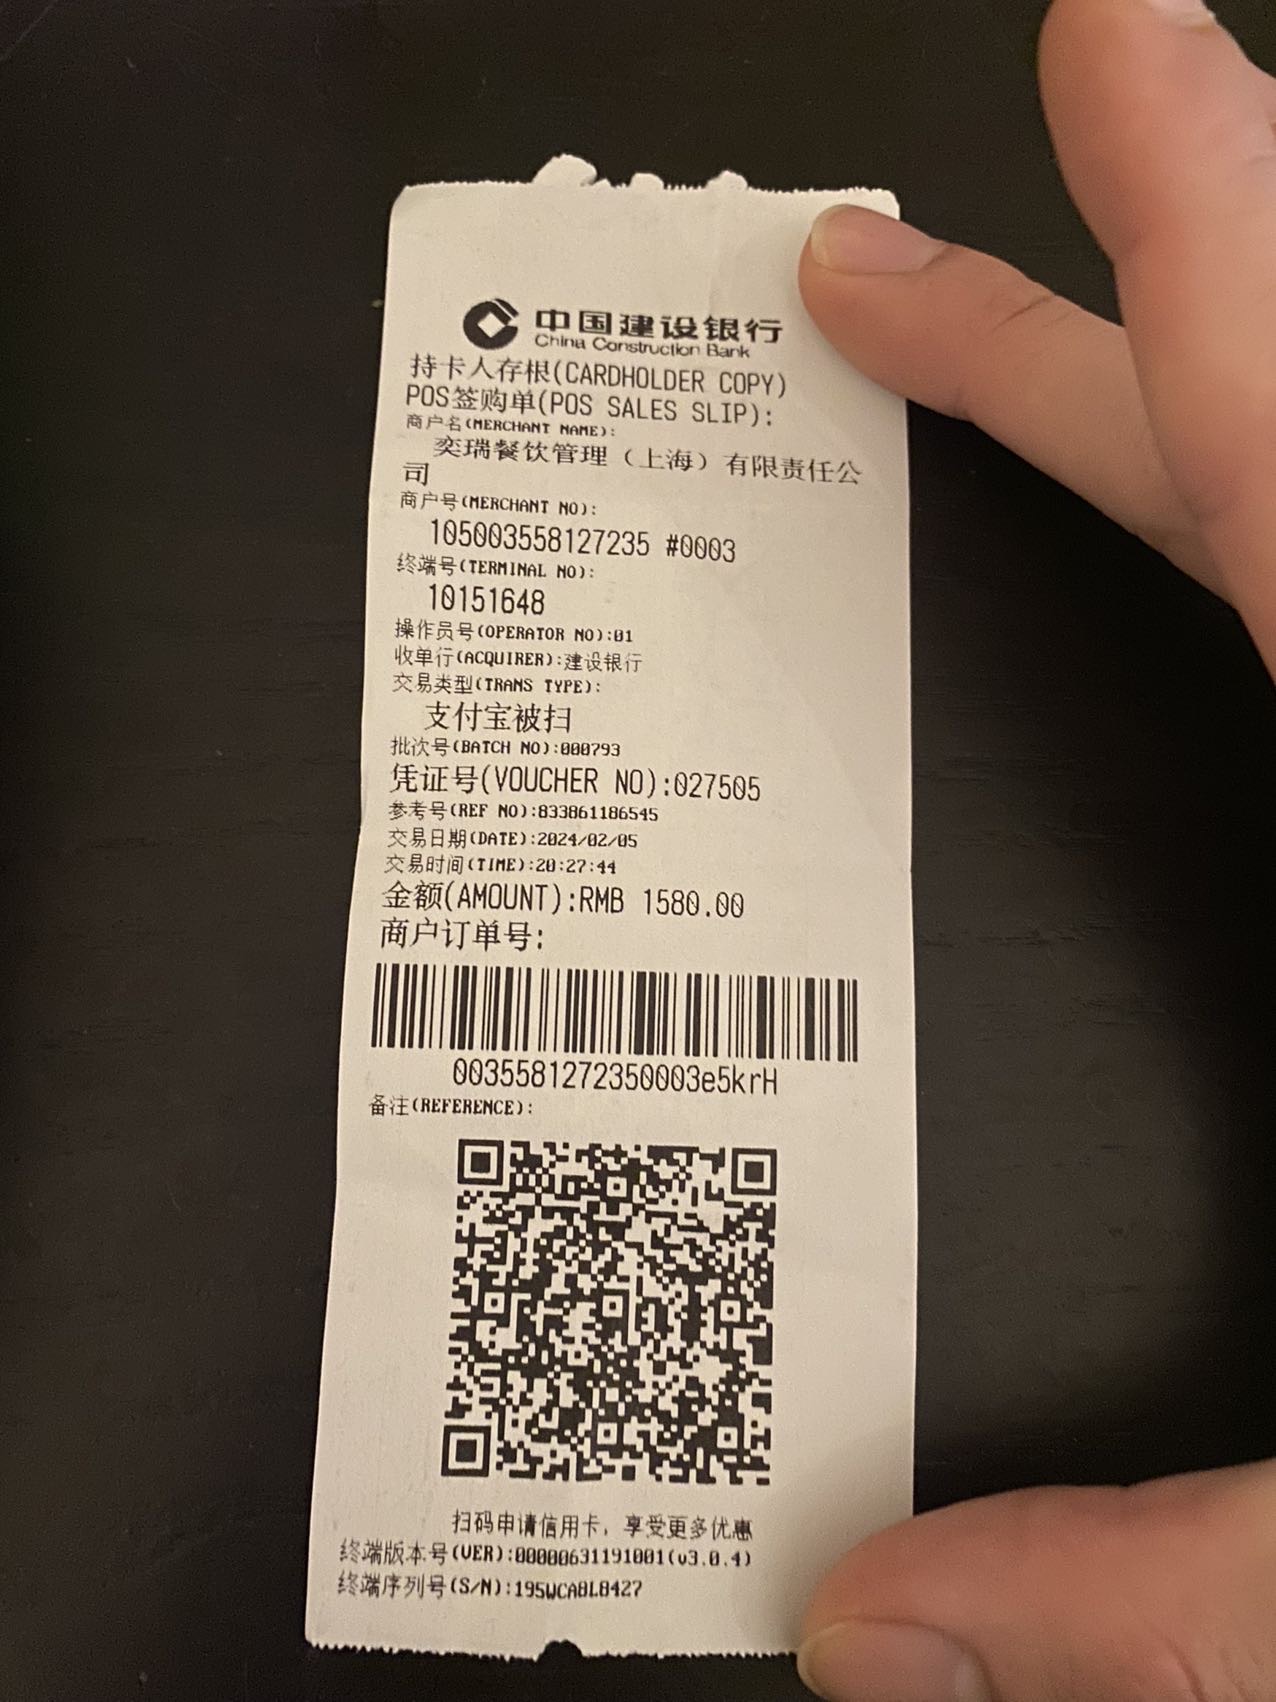 中国建设银行
China Construction Bank
持卡人存根(CARDHOLDER COPY)
POS签购单(POS SALES SLIP):
商户名(MERCHANT NAME):
奕瑞餐饮管理（上海）有限责任公
司
商户号(MERCHANT NO):
105003558127235 #0003
终端号(TERMINAL NO):
10151648
操作员号(OPERATOR NO):01
收单行(ACQUIRER):建设银行
交易类型(TRANS TYPE):
支付宝被扫
批次号(BATCH NO):000793
凭证号(VOUCHER NO):027505
参考号(REF NO):833861186545
交易日期(DATE):2024/02/05
交易时间(TIME):20:27:44
金额(AMOUNT):RMB 1580.00
商户订单号:
0035581272350003e5krH
备注(REFERENCE):
扫码申请信用卡，享受更多优惠
终端版本号(VER):00000631191001(v3.0.4)
终端序列号(S/N):195WCA8L8427